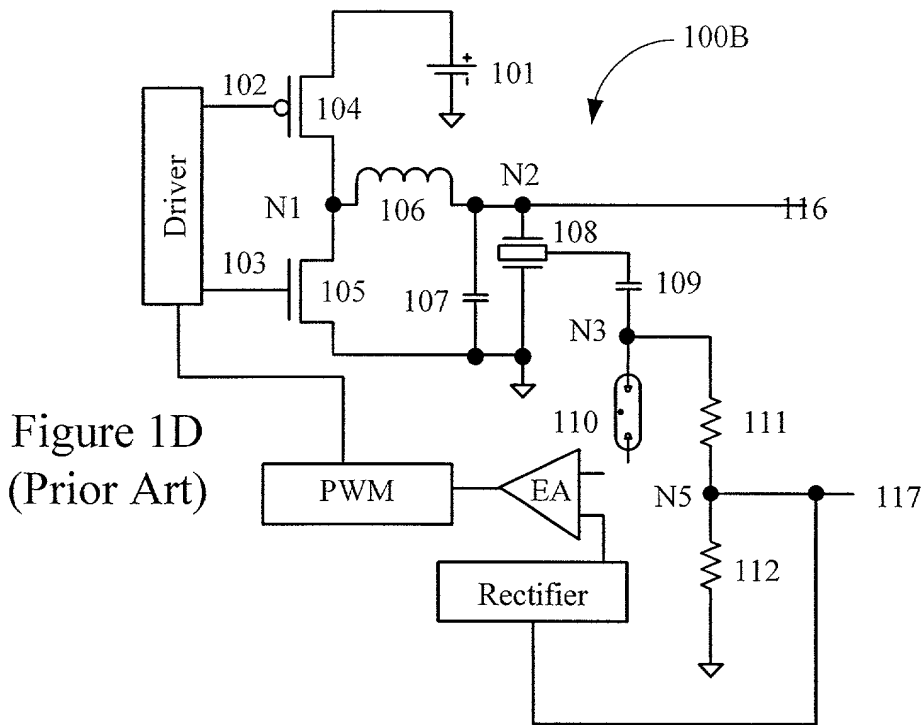 100B
101
102
104
Driver
N1
106
N2
116
108
103
105
107
109
N3
110
111
Figure 1D
(Prior Art)
PWM
EA
N5
117
112
Rectifier